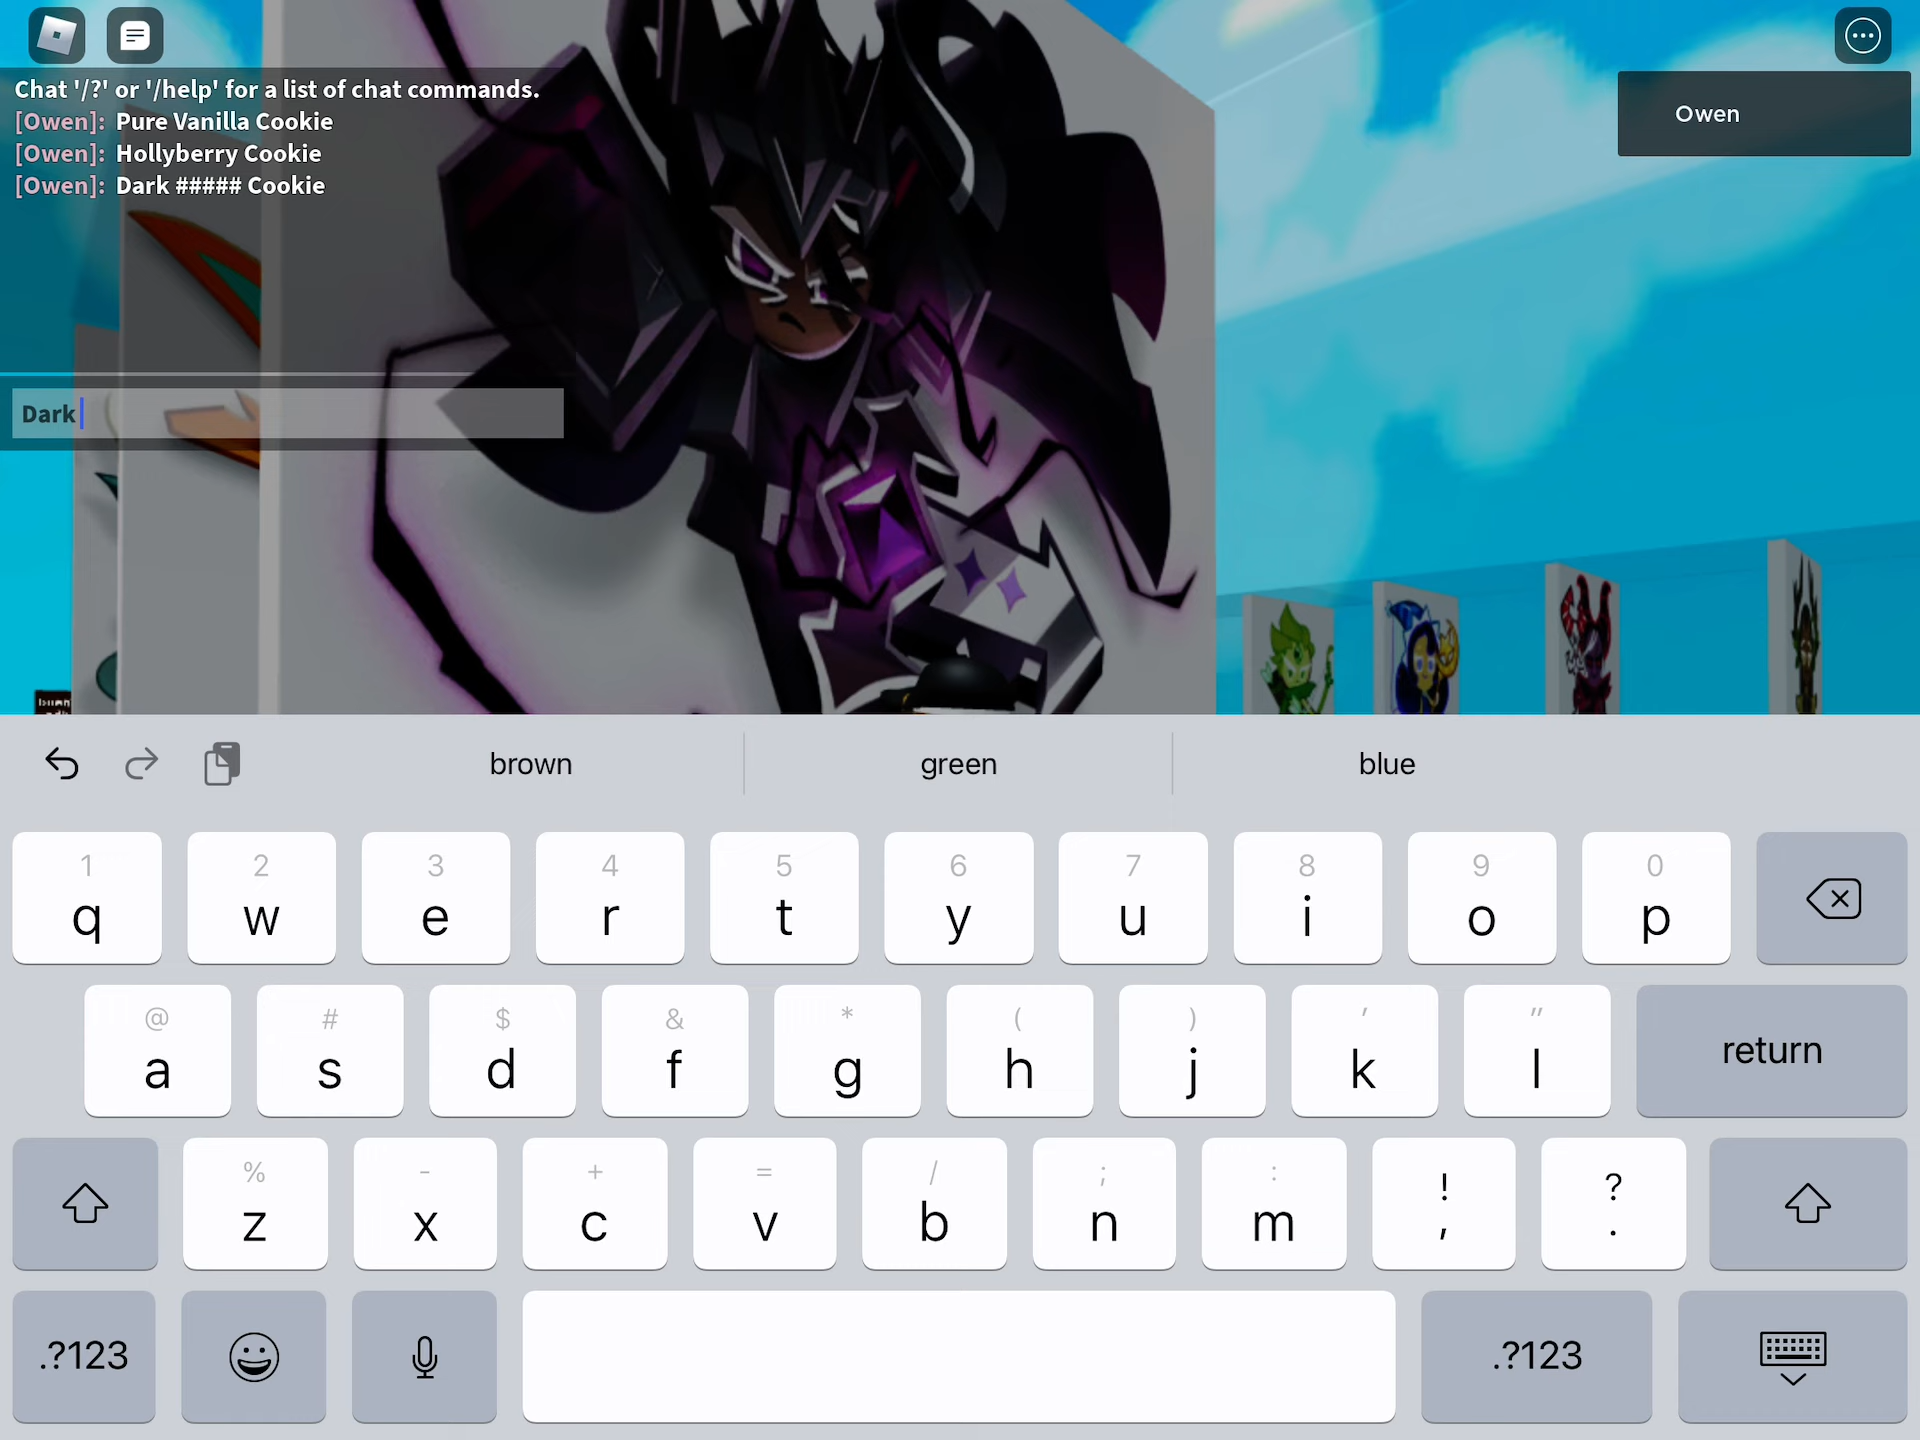 Chat '/?' or '/help' for a list of chat commands.
[Owen]: Pure Vanilla Cookie
[Owen]: Hollyberry Cookie
[Owen]: Dark ##### Cookie
Owen
Dark
brown green blue
1 2 3 4 5 6 7 8 9 0
q w e r t y u i o p
@ # $ & * ( ) ' "
a s d f g h j k l return
% - + = / ; : ! ?
z x c v b n m , .
.?123 .?123